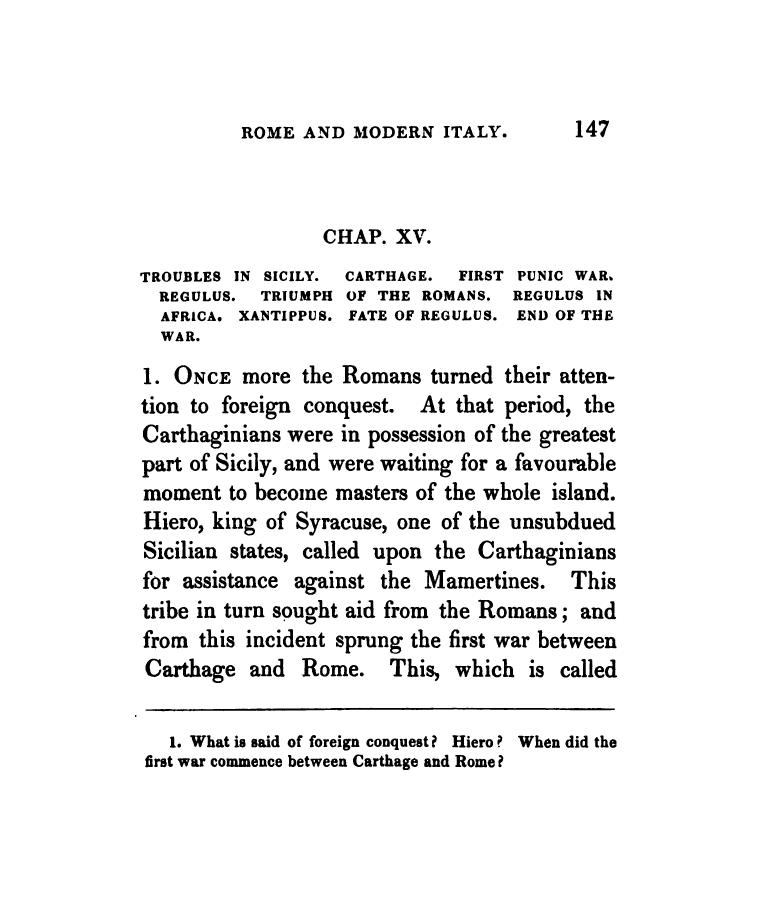 ROME AND MODERN ITALY. 147
CHAP. XV.
TROUBLES IN SICILY. CARTHAGE. FIRST PUNIC WAR.
REGULUS. TRIUMPH OF THE ROMANS. REGULUS IN
AFRICA. XANTIPPUS. FATE OF REGULUS. END OF THE
WAR.
1. ONCE more the Romans turned their atten-
tion to foreign conquest. At that period, the
Carthaginians were in possession of the greatest
part of Sicily, and were waiting for a favourable
moment to become masters of the whole island.
Hiero, king of Syracuse, one of the unsubdued
Sicilian states, called upon the Carthaginians
for assistance against the Mamertines. This
tribe in turn sought aid from the Romans; and
from this incident sprung the first war between
Carthage and Rome. This, which is called
1. What is said of foreign conquest? Hiero? When did the
first war commence between Carthage and Rome?